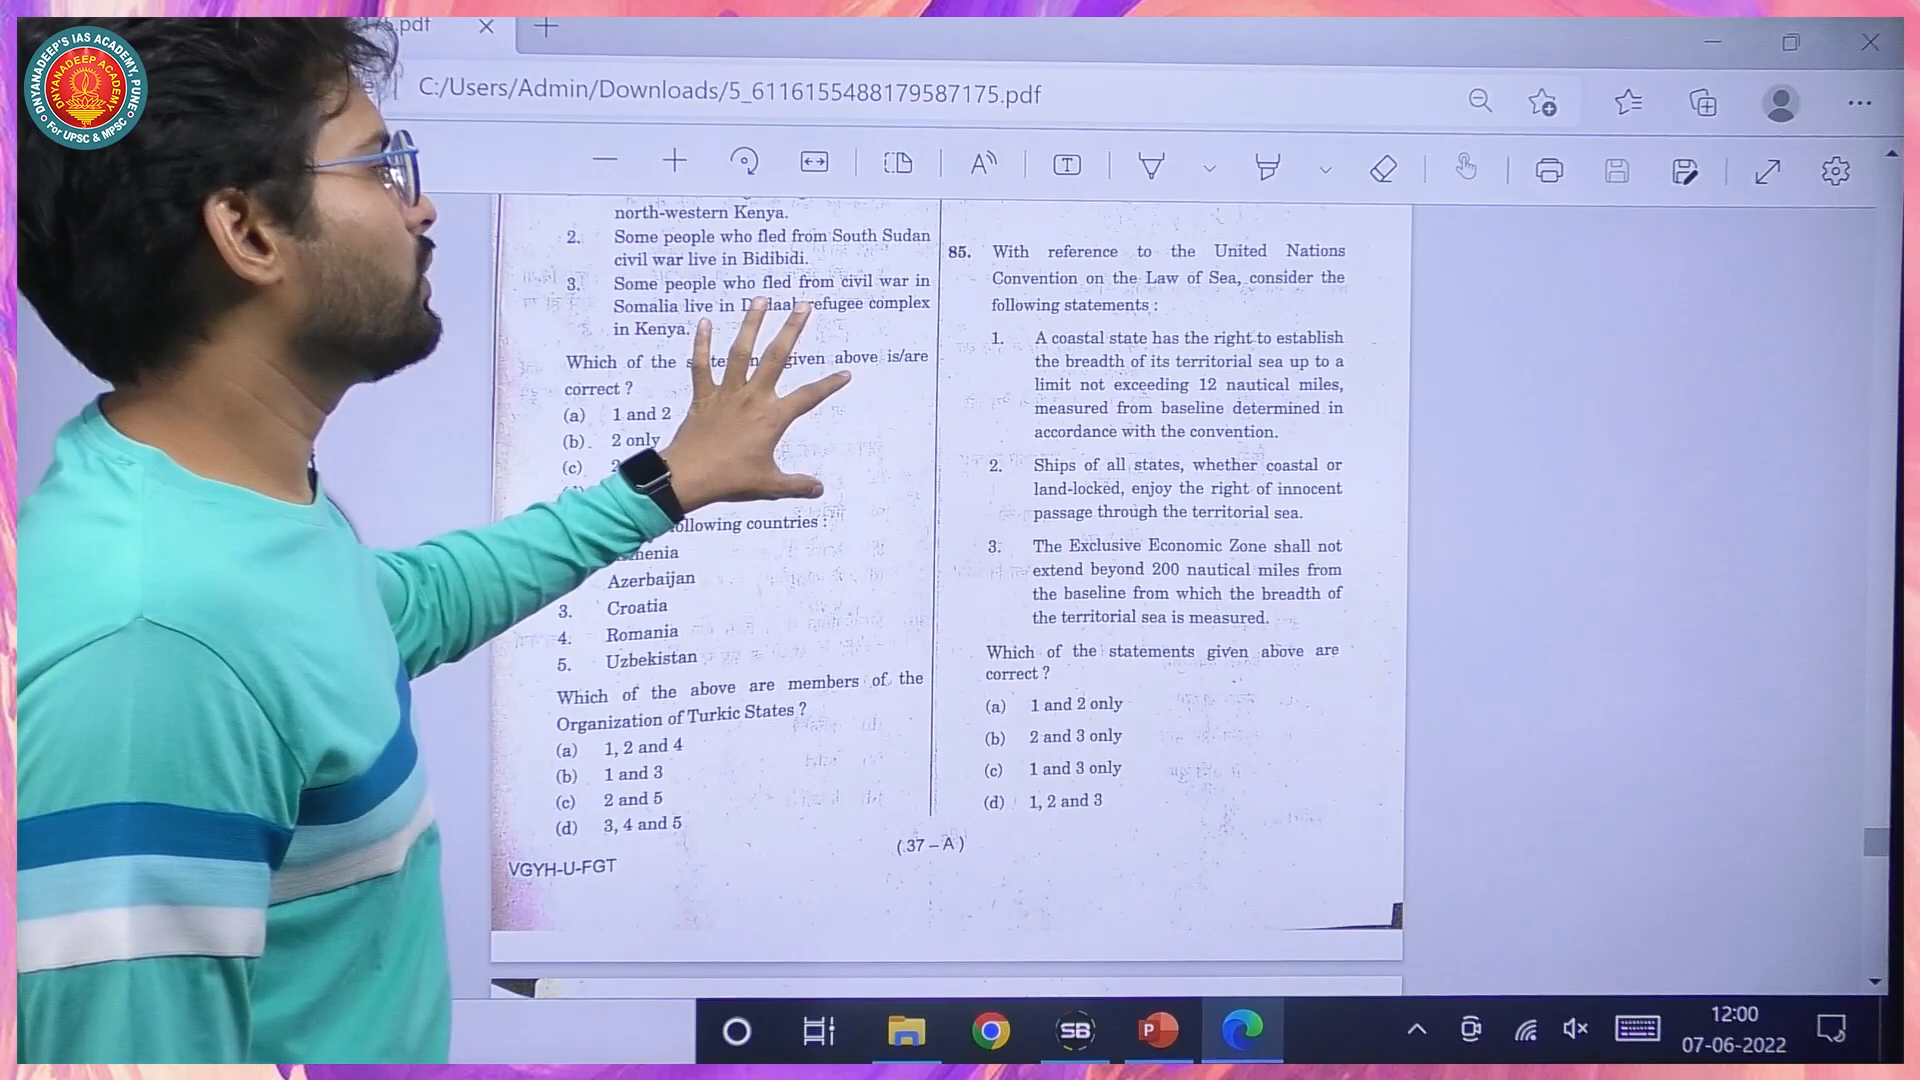 DNYANADEEP'S IAS ACADEMY, PUNE
DNYANADEEP ACADEMY
For UPSC & MPSC
.pdf
C:/Users/Admin/Downloads/5_6116155488179587175.pdf
north-western Kenya.
2. Some people who fled from South Sudan
civil war live in Bidibidi.
3. Some people who fled from civil war in
Somalia live in refugee complex
in Kenya.
Which of the given above is/are
correct ?
(a) 1 and 2
(b) 2 only
(c) 2
following countries :
Azerbaijan
3. Croatia
4. Romania
5. Uzbekistan
Which of the above are members of the
Organization of Turkic States ?
(a) 1, 2 and 4
(b) 1 and 3
(c) 2 and 5
(d) 3, 4 and 5
VGYH-U-FGT
85. With reference to the United Nations
Convention on the Law of Sea, consider the
following statements :
1. A coastal state has the right to establish
the breadth of its territorial sea up to a
limit not exceeding 12 nautical miles,
measured from baseline determined in
accordance with the convention.
2. Ships of all states, whether coastal or
land-locked, enjoy the right of innocent
passage through the territorial sea.
3. The Exclusive Economic Zone shall not
extend beyond 200 nautical miles from
the baseline from which the breadth of
the territorial sea is measured.
Which of the statements given above are
correct ?
(a) 1 and 2 only
(b) 2 and 3 only
(c) 1 and 3 only
(d) 1, 2 and 3
( 37 – A )
SB
P
12:00
07-06-2022